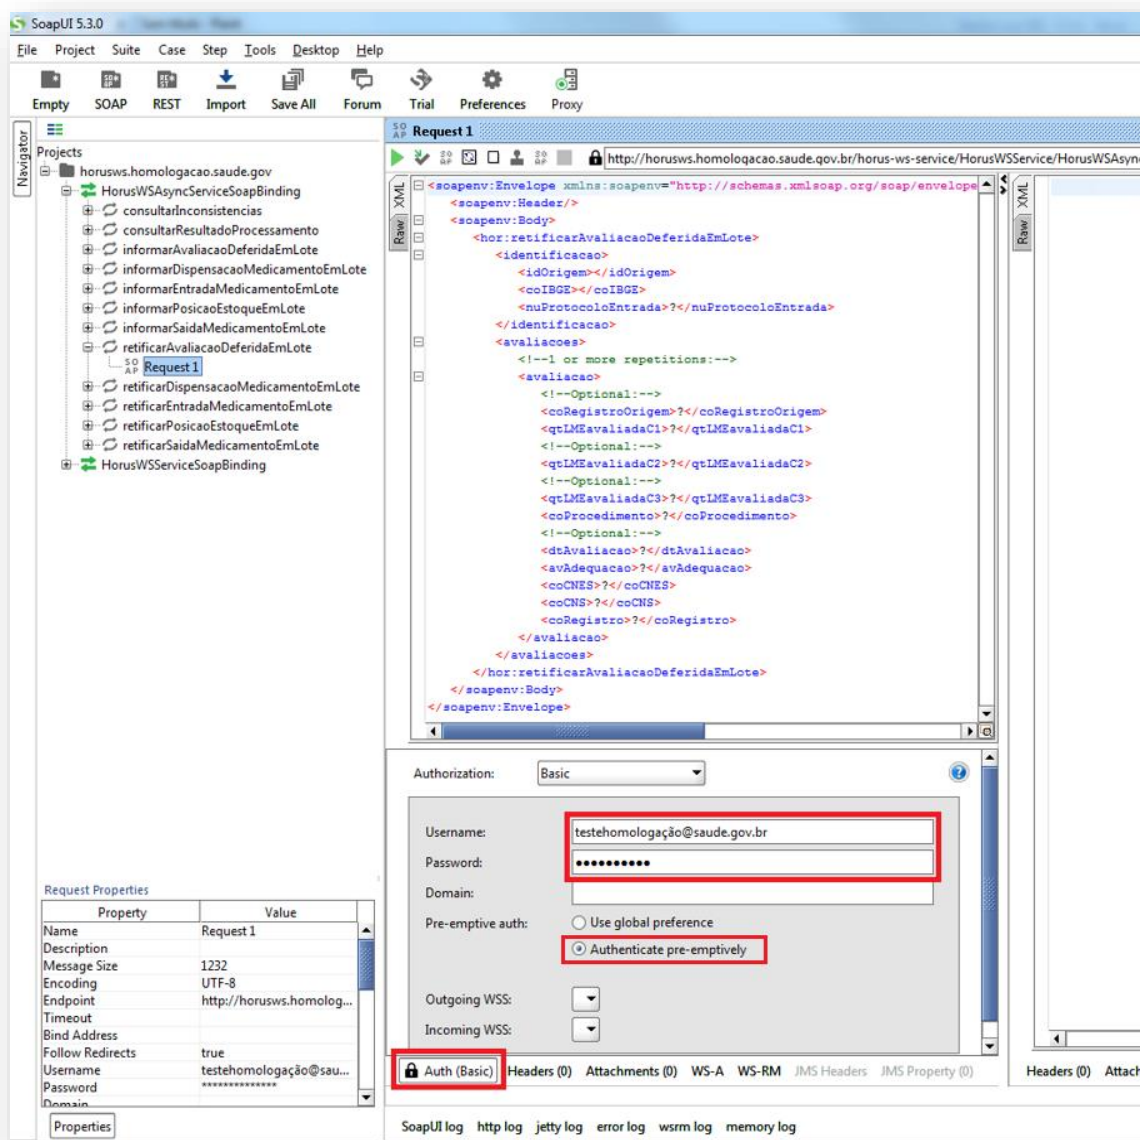 SoapUI 5.3.0
File Project Suite Case Step Tools Desktop Help
Empty SOAP REST Import Save All Forum Trial Preferences Proxy
Navigator
Projects
horusws.homologacao.saude.gov
HorusWSAsyncServiceSoapBinding
consultarInconsistencias
consultarResultadoProcessamento
informarAvaliacaoDeferidaEmLote
informarDispensacaoMedicamentoEmLote
informarEntradaMedicamentoEmLote
informarPosicaoEstoqueEmLote
informarSaidaMedicamentoEmLote
retificarAvaliacaoDeferidaEmLote
SOAP Request 1
retificarDispensacaoMedicamentoEmLote
retificarEntradaMedicamentoEmLote
retificarPosicaoEstoqueEmLote
retificarSaidaMedicamentoEmLote
HorusWSServiceSoapBinding
Request Properties
Property Value
Name Request 1
Description
Message Size 1232
Encoding UTF-8
Endpoint http://horusws.homolog...
Timeout
Bind Address
Follow Redirects true
Username testehomologação@sau...
Password **************
Domain
Properties
SOAP Request 1
http://horusws.homologacao.saude.gov.br/horus-ws-service/HorusWSService/HorusWSAsync
XML
Raw
<soapenv:Envelope xmlns:soapenv="http://schemas.xmlsoap.org/soap/envelope
<soapenv:Header/>
<soapenv:Body>
<hor:retificarAvaliacaoDeferidaEmLote>
<identificacao>
<idOrigem></idOrigem>
<coIBGE></coIBGE>
<nuProtocoloEntrada>?</nuProtocoloEntrada>
</identificacao>
<avaliacoes>
<!--1 or more repetitions:-->
<avaliacao>
<!--Optional:-->
<coRegistroOrigem>?</coRegistroOrigem>
<qtLMEavaliadaC1>?</qtLMEavaliadaC1>
<!--Optional:-->
<qtLMEavaliadaC2>?</qtLMEavaliadaC2>
<!--Optional:-->
<qtLMEavaliadaC3>?</qtLMEavaliadaC3>
<coProcedimento>?</coProcedimento>
<!--Optional:-->
<dtAvaliacao>?</dtAvaliacao>
<avAdequacao>?</avAdequacao>
<coCNES>?</coCNES>
<coCNS>?</coCNS>
<coRegistro>?</coRegistro>
</avaliacao>
</avaliacoes>
</hor:retificarAvaliacaoDeferidaEmLote>
</soapenv:Body>
</soapenv:Envelope>
XML
Raw
Authorization: Basic
Username: testehomologação@saude.gov.br
Password: ••••••••••
Domain:
Pre-emptive auth: Use global preference
Authenticate pre-emptively
Outgoing WSS:
Incoming WSS:
Auth (Basic) Headers (0) Attachments (0) WS-A WS-RM JMS Headers JMS Property (0)
Headers (0) Attach
SoapUI log http log jetty log error log wsrm log memory log